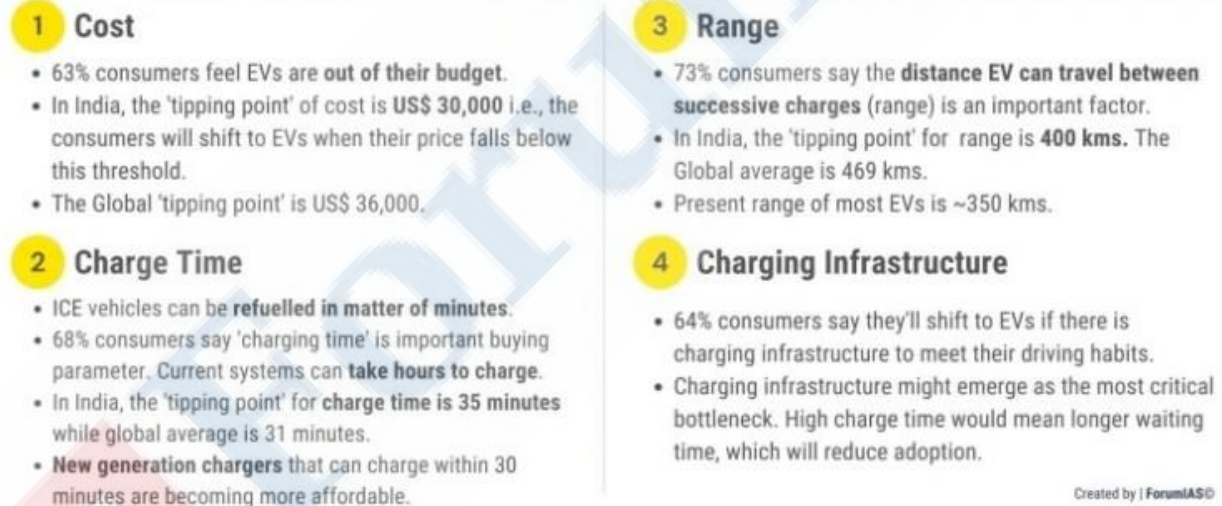 1 Cost
• 63% consumers feel EVs are out of their budget.
• In India, the 'tipping point' of cost is US$ 30,000 i.e., the
consumers will shift to EVs when their price falls below
this threshold.
• The Global 'tipping point' is US$ 36,000.
2 Charge Time
• ICE vehicles can be refuelled in matter of minutes.
• 68% consumers say 'charging time' is important buying
parameter. Current systems can take hours to charge.
• In India, the 'tipping point' for charge time is 35 minutes
while global average is 31 minutes.
• New generation chargers that can charge within 30
minutes are becoming more affordable.
3 Range
• 73% consumers say the distance EV can travel between
successive charges (range) is an important factor.
• In India, the 'tipping point' for range is 400 kms. The
Global average is 469 kms.
• Present range of most EVs is ~350 kms.
4 Charging Infrastructure
• 64% consumers say they'll shift to EVs if there is
charging infrastructure to meet their driving habits.
• Charging infrastructure might emerge as the most critical
bottleneck. High charge time would mean longer waiting
time, which will reduce adoption.
Created by | ForumIAS©
Forum